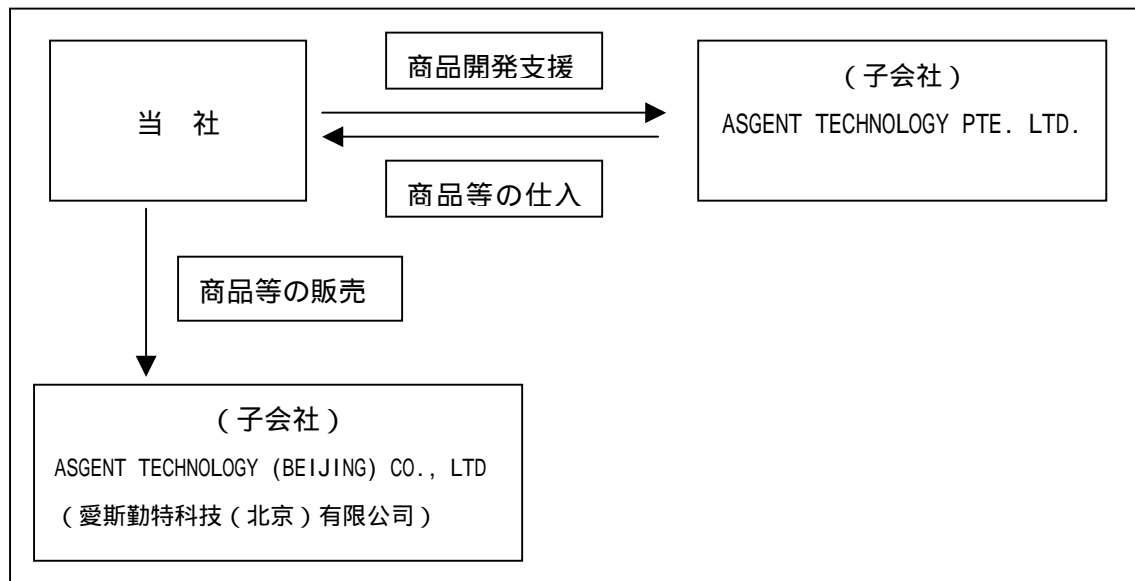 商品開発支援
当　社
（子会社）
ASGENT TECHNOLOGY PTE. LTD.
商品等の仕入
商品等の販売
（子会社）
ASGENT TECHNOLOGY (BEIJING) CO., LTD
（愛斯勤特科技（北京）有限公司）